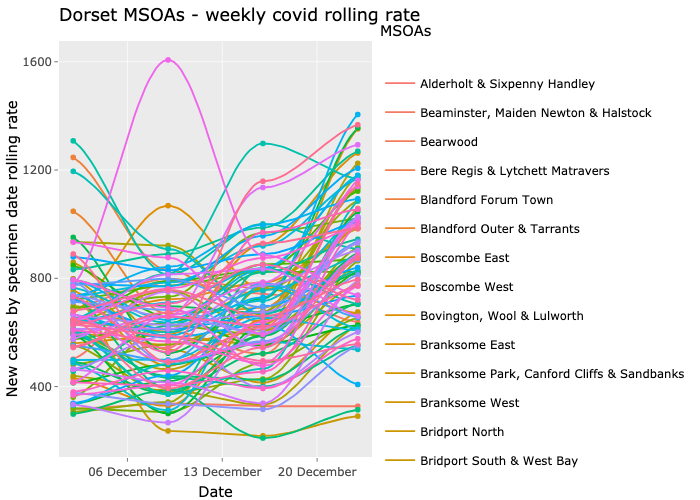 Dorset MSOAs - weekly covid rolling rate
MSOAs
1600
1200
800
400
New cases by specimen date rolling rate
06 December
13 December
20 December
Date
Alderholt & Sixpenny Handley
Beaminster, Maiden Newton & Halstock
Bearwood
Bere Regis & Lytchett Matravers
Blandford Forum Town
Blandford Outer & Tarrants
Boscombe East
Boscombe West
Bovington, Wool & Lulworth
Branksome East
Branksome Park, Canford Cliffs & Sandbanks
Branksome West
Bridport North
Bridport South & West Bay